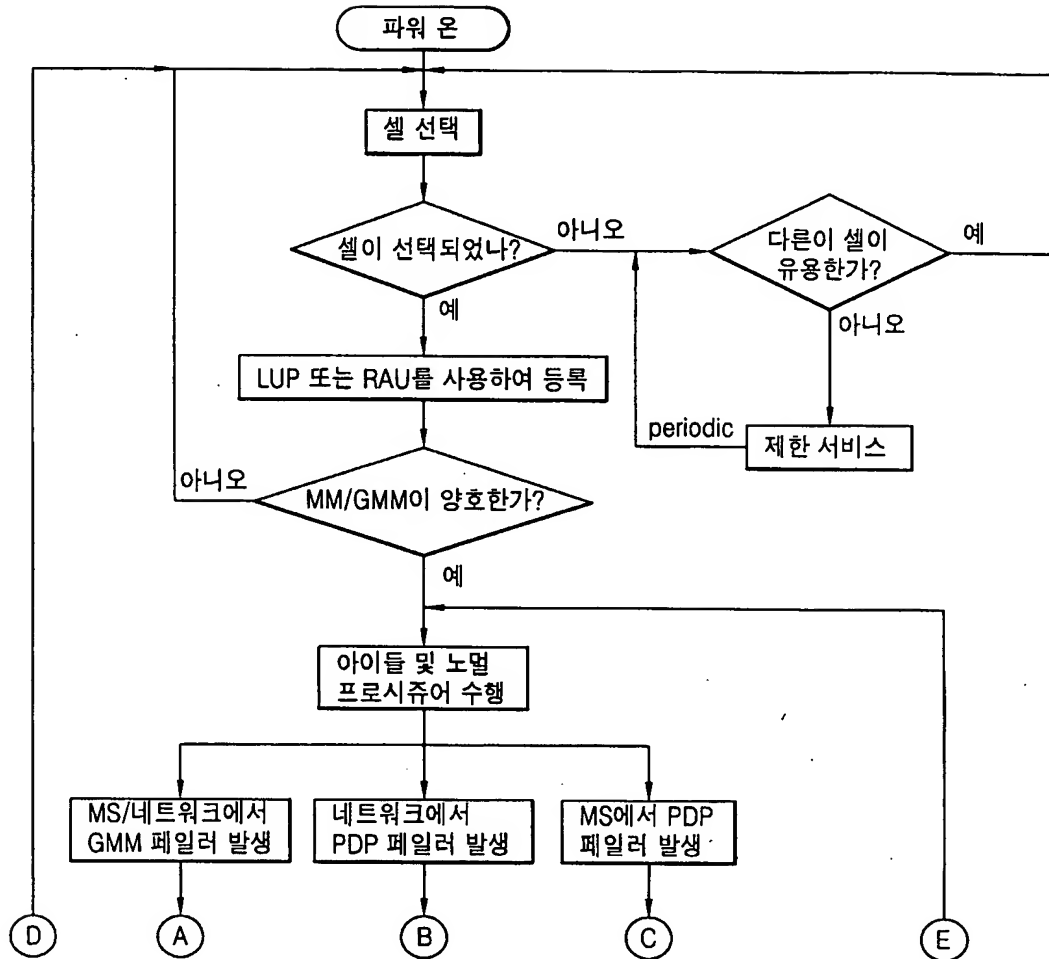 파워 온
셀 선택
셀이 선택되었나?
아니오
다른이 셀이
유용한가?
예
예
아니오
LUP 또는 RAU를 사용하여 등록
periodic
제한 서비스
아니오
MM/GMM이 양호한가?
예
아이들 및 노멀
프로시쥬어 수행
MS/네트워크에서
GMM 페일러 발생
네트워크에서
PDP 페일러 발생
MS에서 PDP
페일러 발생
D
A
B
C
E